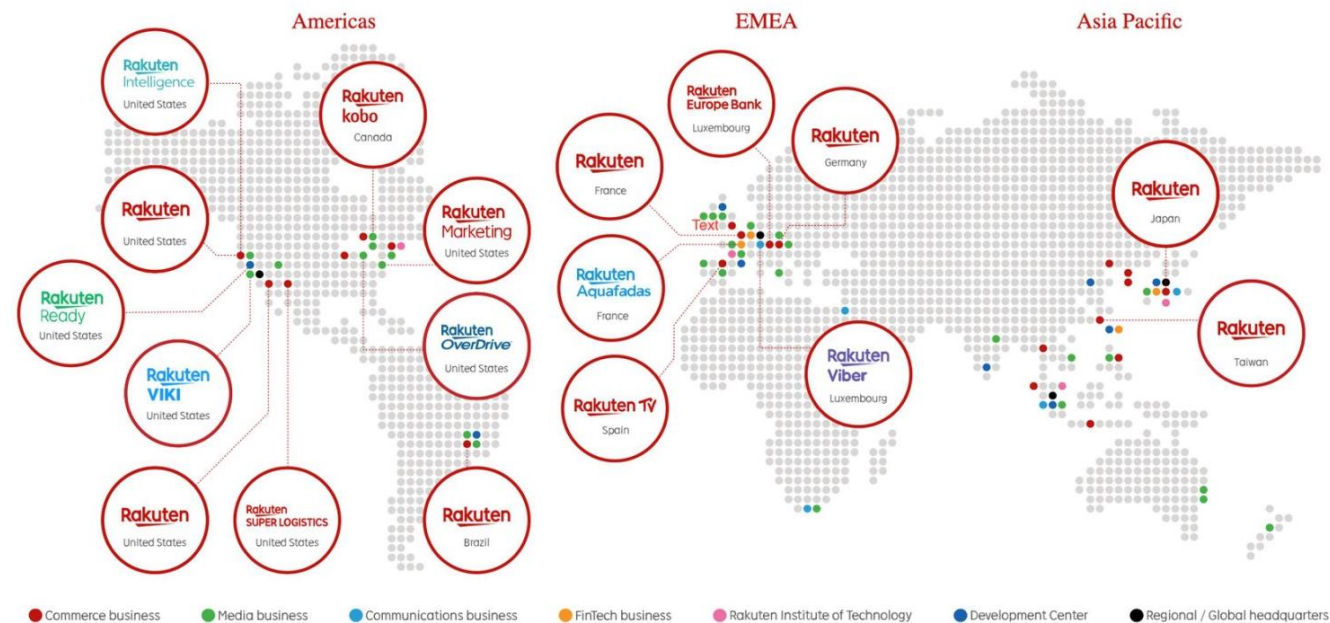 Americas
EMEA
Asia Pacific
Rakuten
Intelligence
United States
Rakuten
kobo
Canada
Rakuten
United States
Rakuten
Marketing
United States
Rakuten
Ready
United States
Rakuten
OverDrive
United States
Rakuten
VIKI
United States
Rakuten
United States
Rakuten
SUPER LOGISTICS
United States
Rakuten
Brazil
Rakuten
Europe Bank
Luxembourg
Rakuten
Germany
Rakuten
France
Text
Rakuten
Aquafadas
France
Rakuten TV
Spain
Rakuten
Viber
Luxembourg
Rakuten
Japan
Rakuten
Taiwan
Commerce business
Media business
Communications business
FinTech business
Rakuten Institute of Technology
Development Center
Regional / Global headquarters